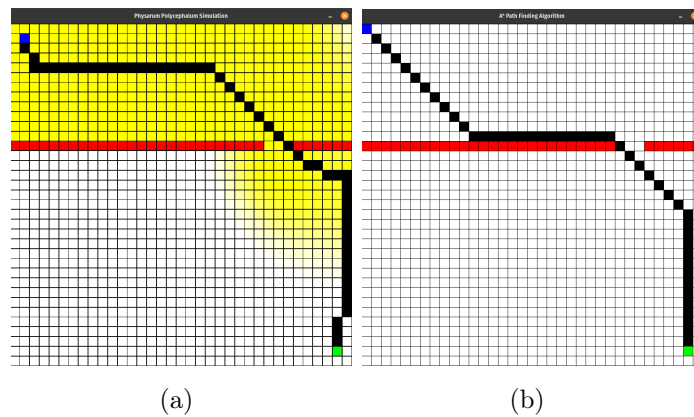 Physarum Polycephalum Simulation
A* Path Finding Algorithm
(a)
(b)